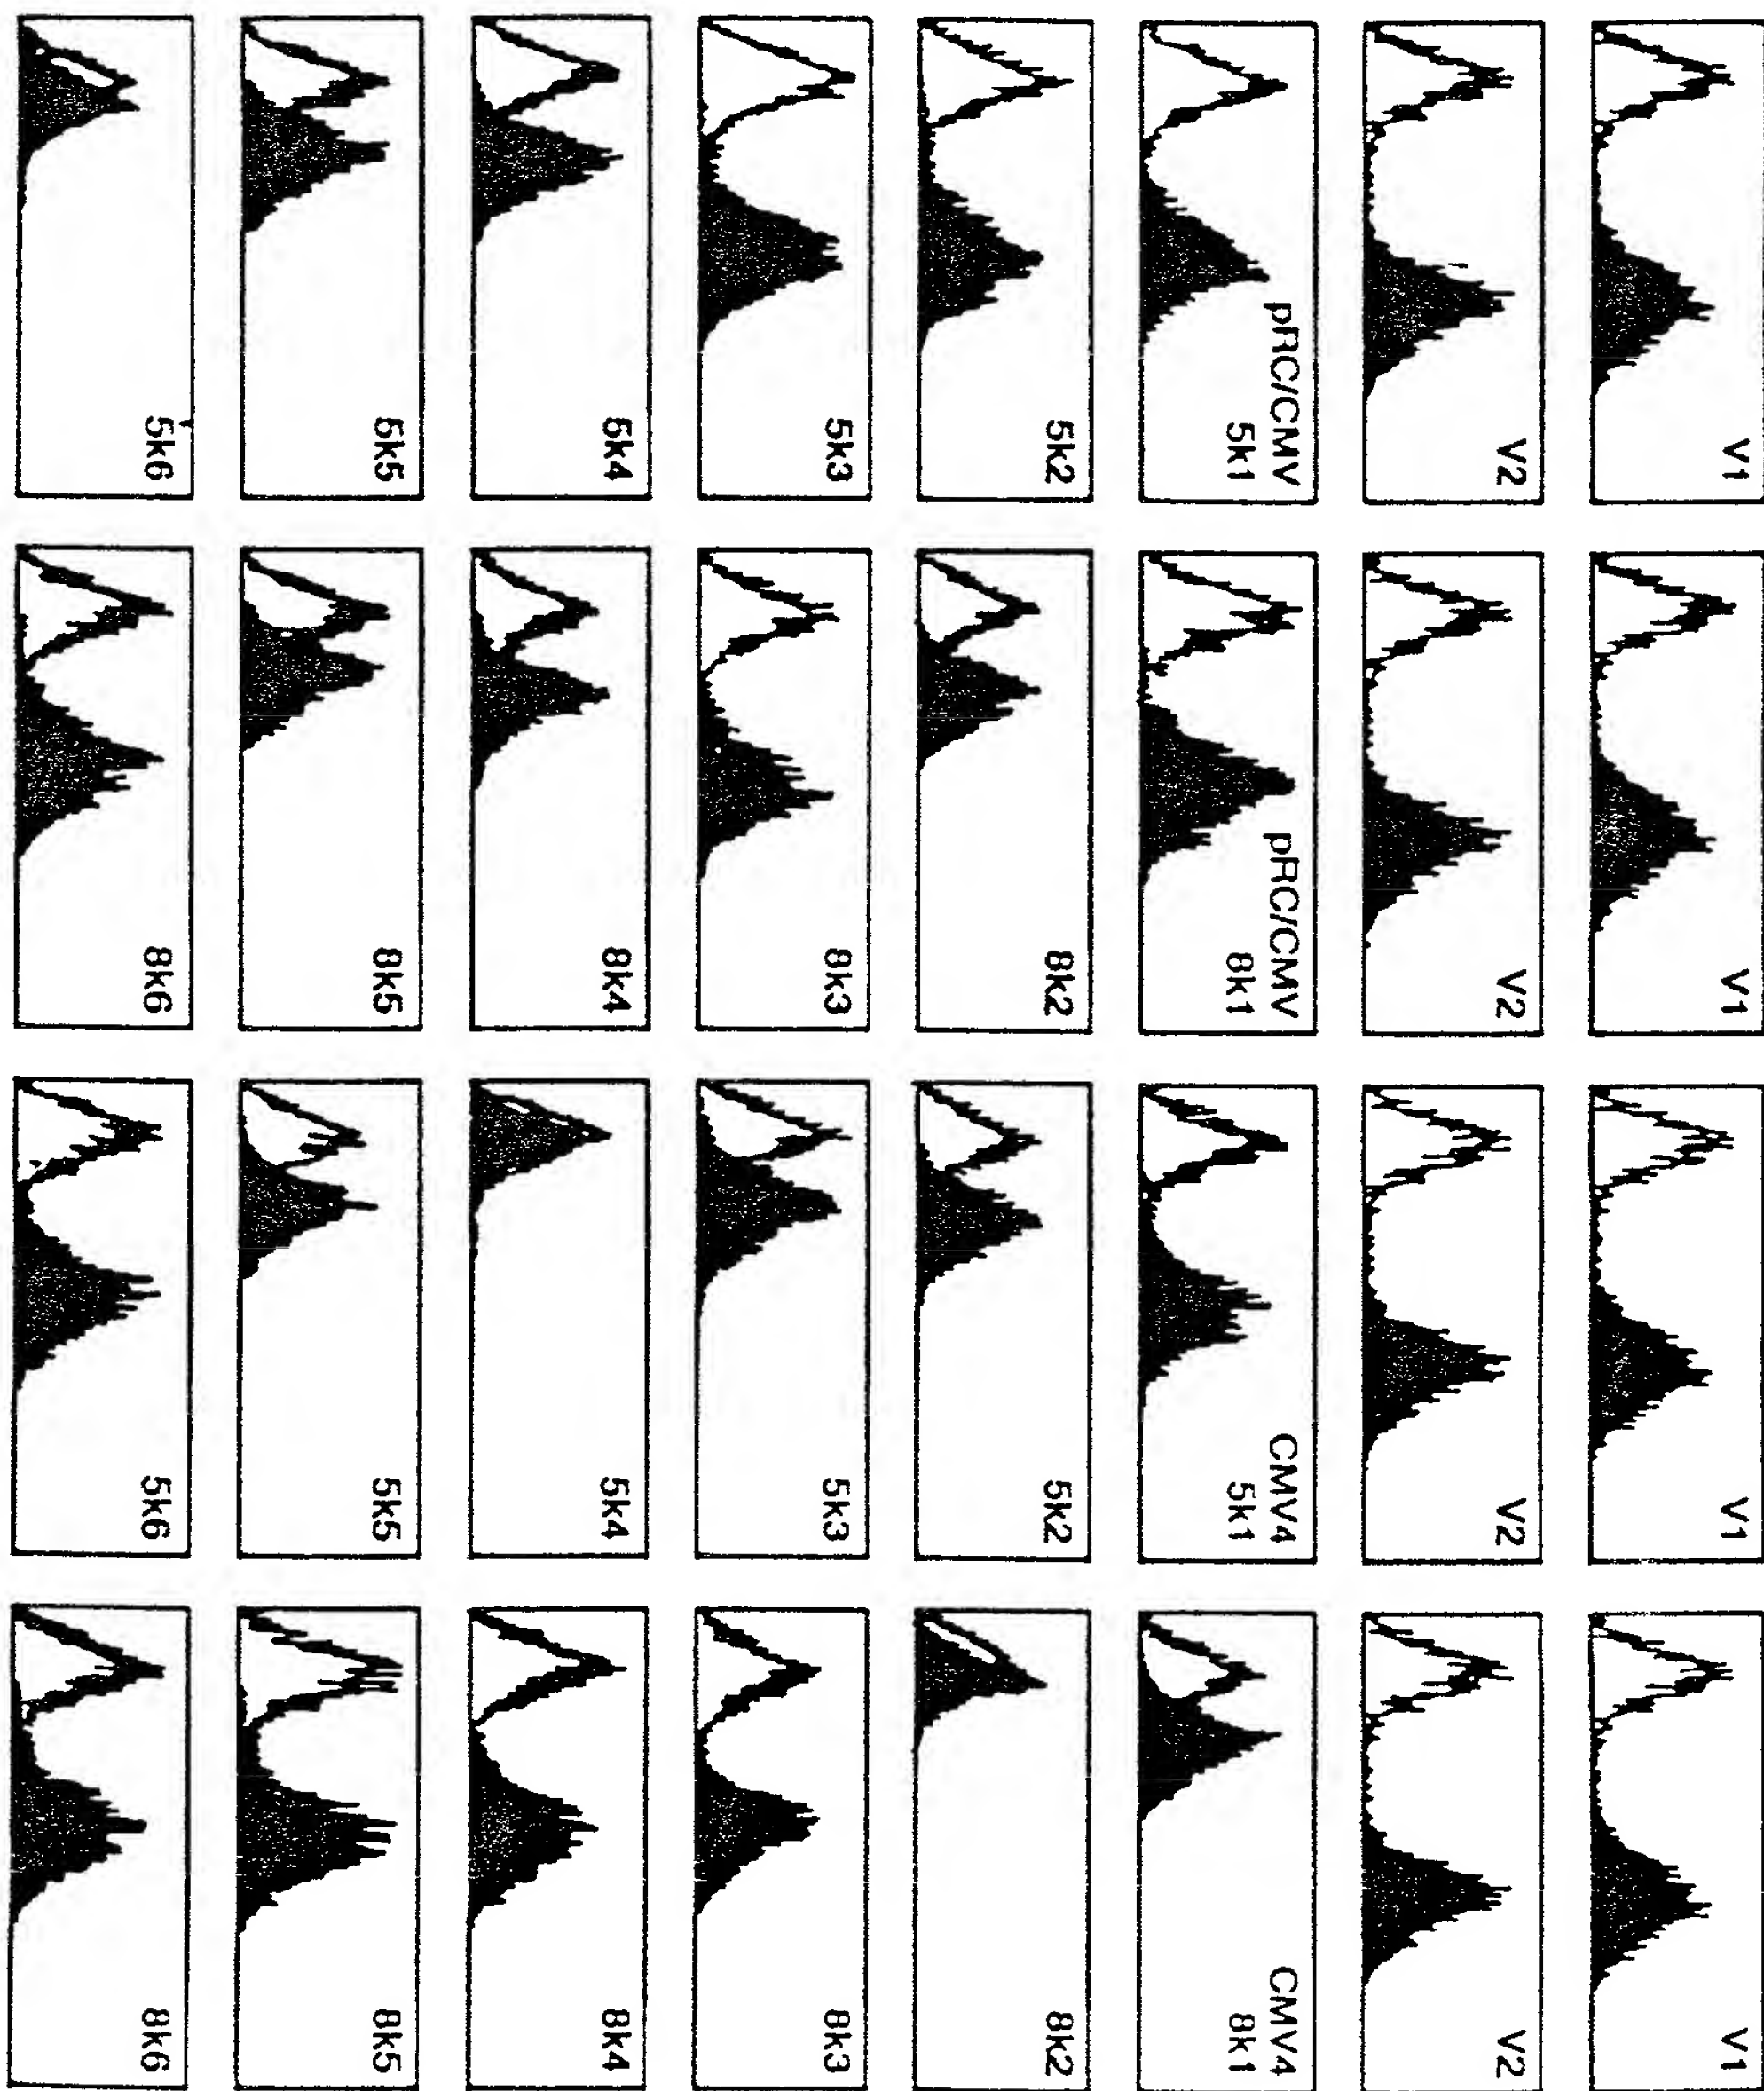 V1 V1 V1 V1
V2 V2 V2 V2
pRC/CMV pRC/CMV CMV4 CMV4
5k1 8k1 5k1 8k1
5k2 8k2 5k2 8k2
5k3 8k3 5k3 8k3
5k4 8k4 5k4 8k4
5k5 8k5 5k5 8k5
5k6 8k6 5k6 8k6